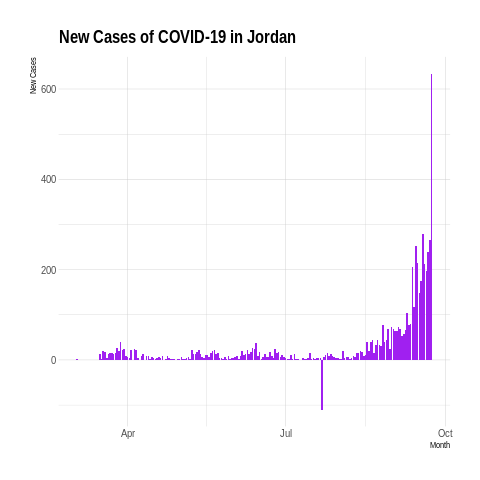 New Cases of COVID-19 in Jordan
New Cases
600
400
200
0
Apr
Jul
Oct
Month